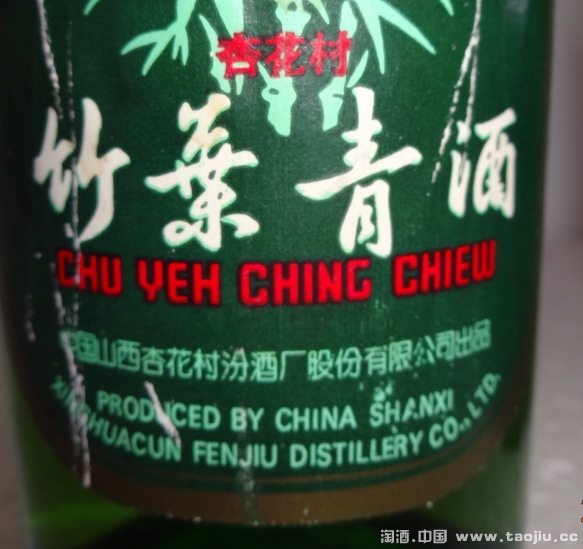 杏花村
竹葉青酒
CHU YEH CHING CHIEW
中国山西杏花村汾酒厂股份有限公司出品
PRODUCED BY CHINA SHANXI
XINGHUACUN FENJIU DISTILLERY CO., LTD.
淘酒.中国 www.taojiu.cc